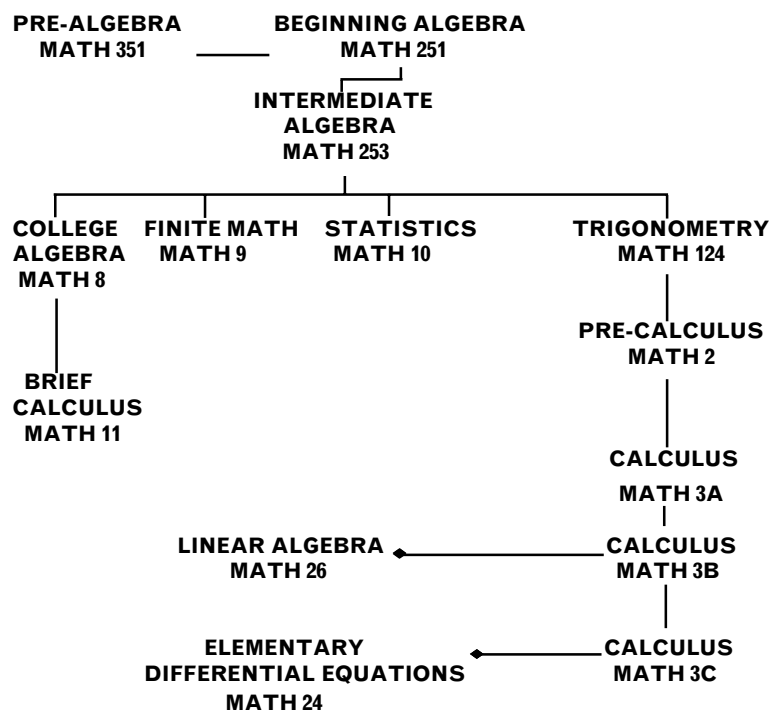 PRE-ALGEBRA
MATH 351
BEGINNING ALGEBRA
MATH 251
INTERMEDIATE
ALGEBRA
MATH 253
COLLEGE
ALGEBRA
MATH 8
FINITE MATH
MATH 9
STATISTICS
MATH 10
TRIGONOMETRY
MATH 124
PRE-CALCULUS
MATH 2
BRIEF
CALCULUS
MATH 11
CALCULUS
MATH 3A
LINEAR ALGEBRA
MATH 26
CALCULUS
MATH 3B
ELEMENTARY
DIFFERENTIAL EQUATIONS
MATH 24
CALCULUS
MATH 3C